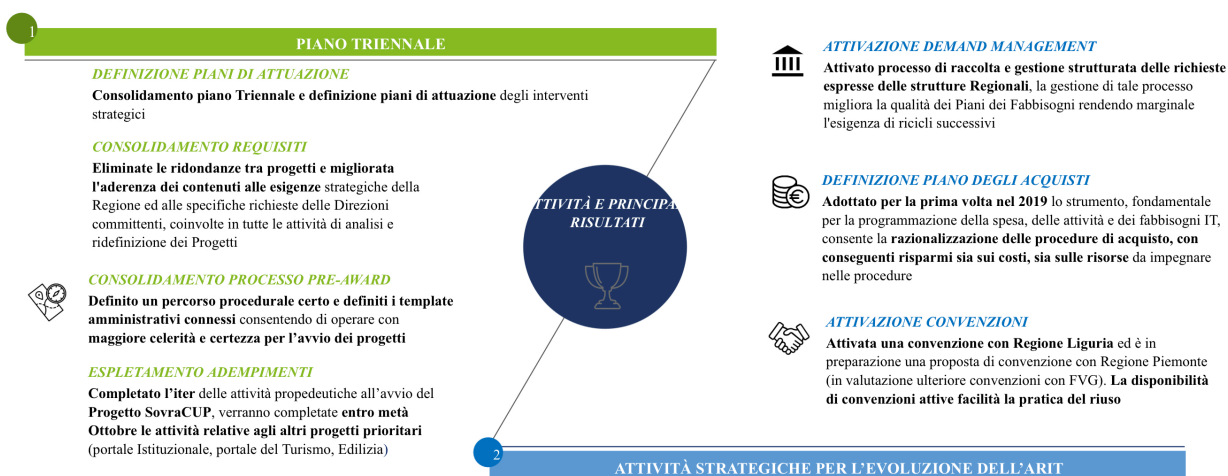 1
PIANO TRIENNALE
DEFINIZIONE PIANI DI ATTUAZIONE
Consolidamento piano Triennale e definizione piani di attuazione degli interventi
strategici
CONSOLIDAMENTO REQUISITI
Eliminate le ridondanze tra progetti e migliorata
l'aderenza dei contenuti alle esigenze strategiche della
Regione ed alle specifiche richieste delle Direzioni
committenti, coinvolte in tutte le attività di analisi e
ridefinizione dei Progetti
CONSOLIDAMENTO PROCESSO PRE-AWARD
Definito un percorso procedurale certo e definiti i template
amministrativi connessi consentendo di operare con
maggiore celerità e certezza per l’avvio dei progetti
ESPLETAMENTO ADEMPIMENTI
Completato l’iter delle attività propedeutiche all’avvio del
Progetto SovraCUP, verranno completate entro metà
Ottobre le attività relative agli altri progetti prioritari
(portale Istituzionale, portale del Turismo, Edilizia)
TTIVITÀ E PRINCIPA
RISULTATI
ATTIVAZIONE DEMAND MANAGEMENT
Attivato processo di raccolta e gestione strutturata delle richieste
espresse delle strutture Regionali, la gestione di tale processo
migliora la qualità dei Piani dei Fabbisogni rendendo marginale
l'esigenza di ricicli successivi
DEFINIZIONE PIANO DEGLI ACQUISTI
Adottato per la prima volta nel 2019 lo strumento, fondamentale
per la programmazione della spesa, delle attività e dei fabbisogni IT,
consente la razionalizzazione delle procedure di acquisto, con
conseguenti risparmi sia sui costi, sia sulle risorse da impegnare
nelle procedure
ATTIVAZIONE CONVENZIONI
Attivata una convenzione con Regione Liguria ed è in
preparazione una proposta di convenzione con Regione Piemonte
(in valutazione ulteriore convenzioni con FVG). La disponibilità
di convenzioni attive facilità la pratica del riuso
2
ATTIVITÀ STRATEGICHE PER L’EVOLUZIONE DELL’ARIT